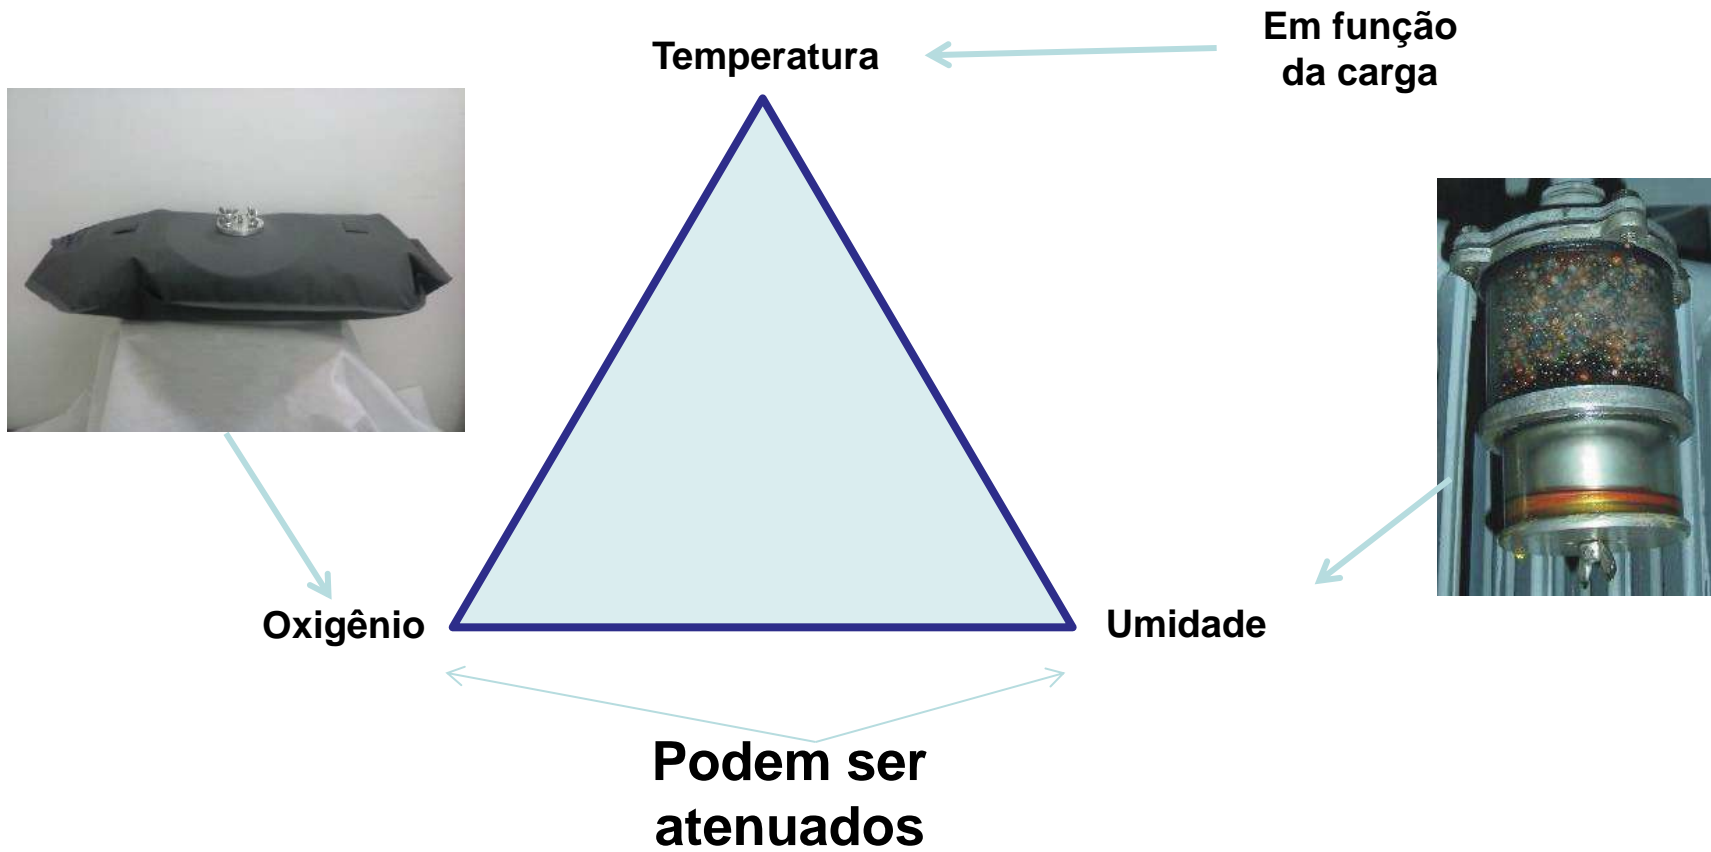 Em função
da carga
Temperatura
Oxigênio
Umidade
Podem ser
atenuados